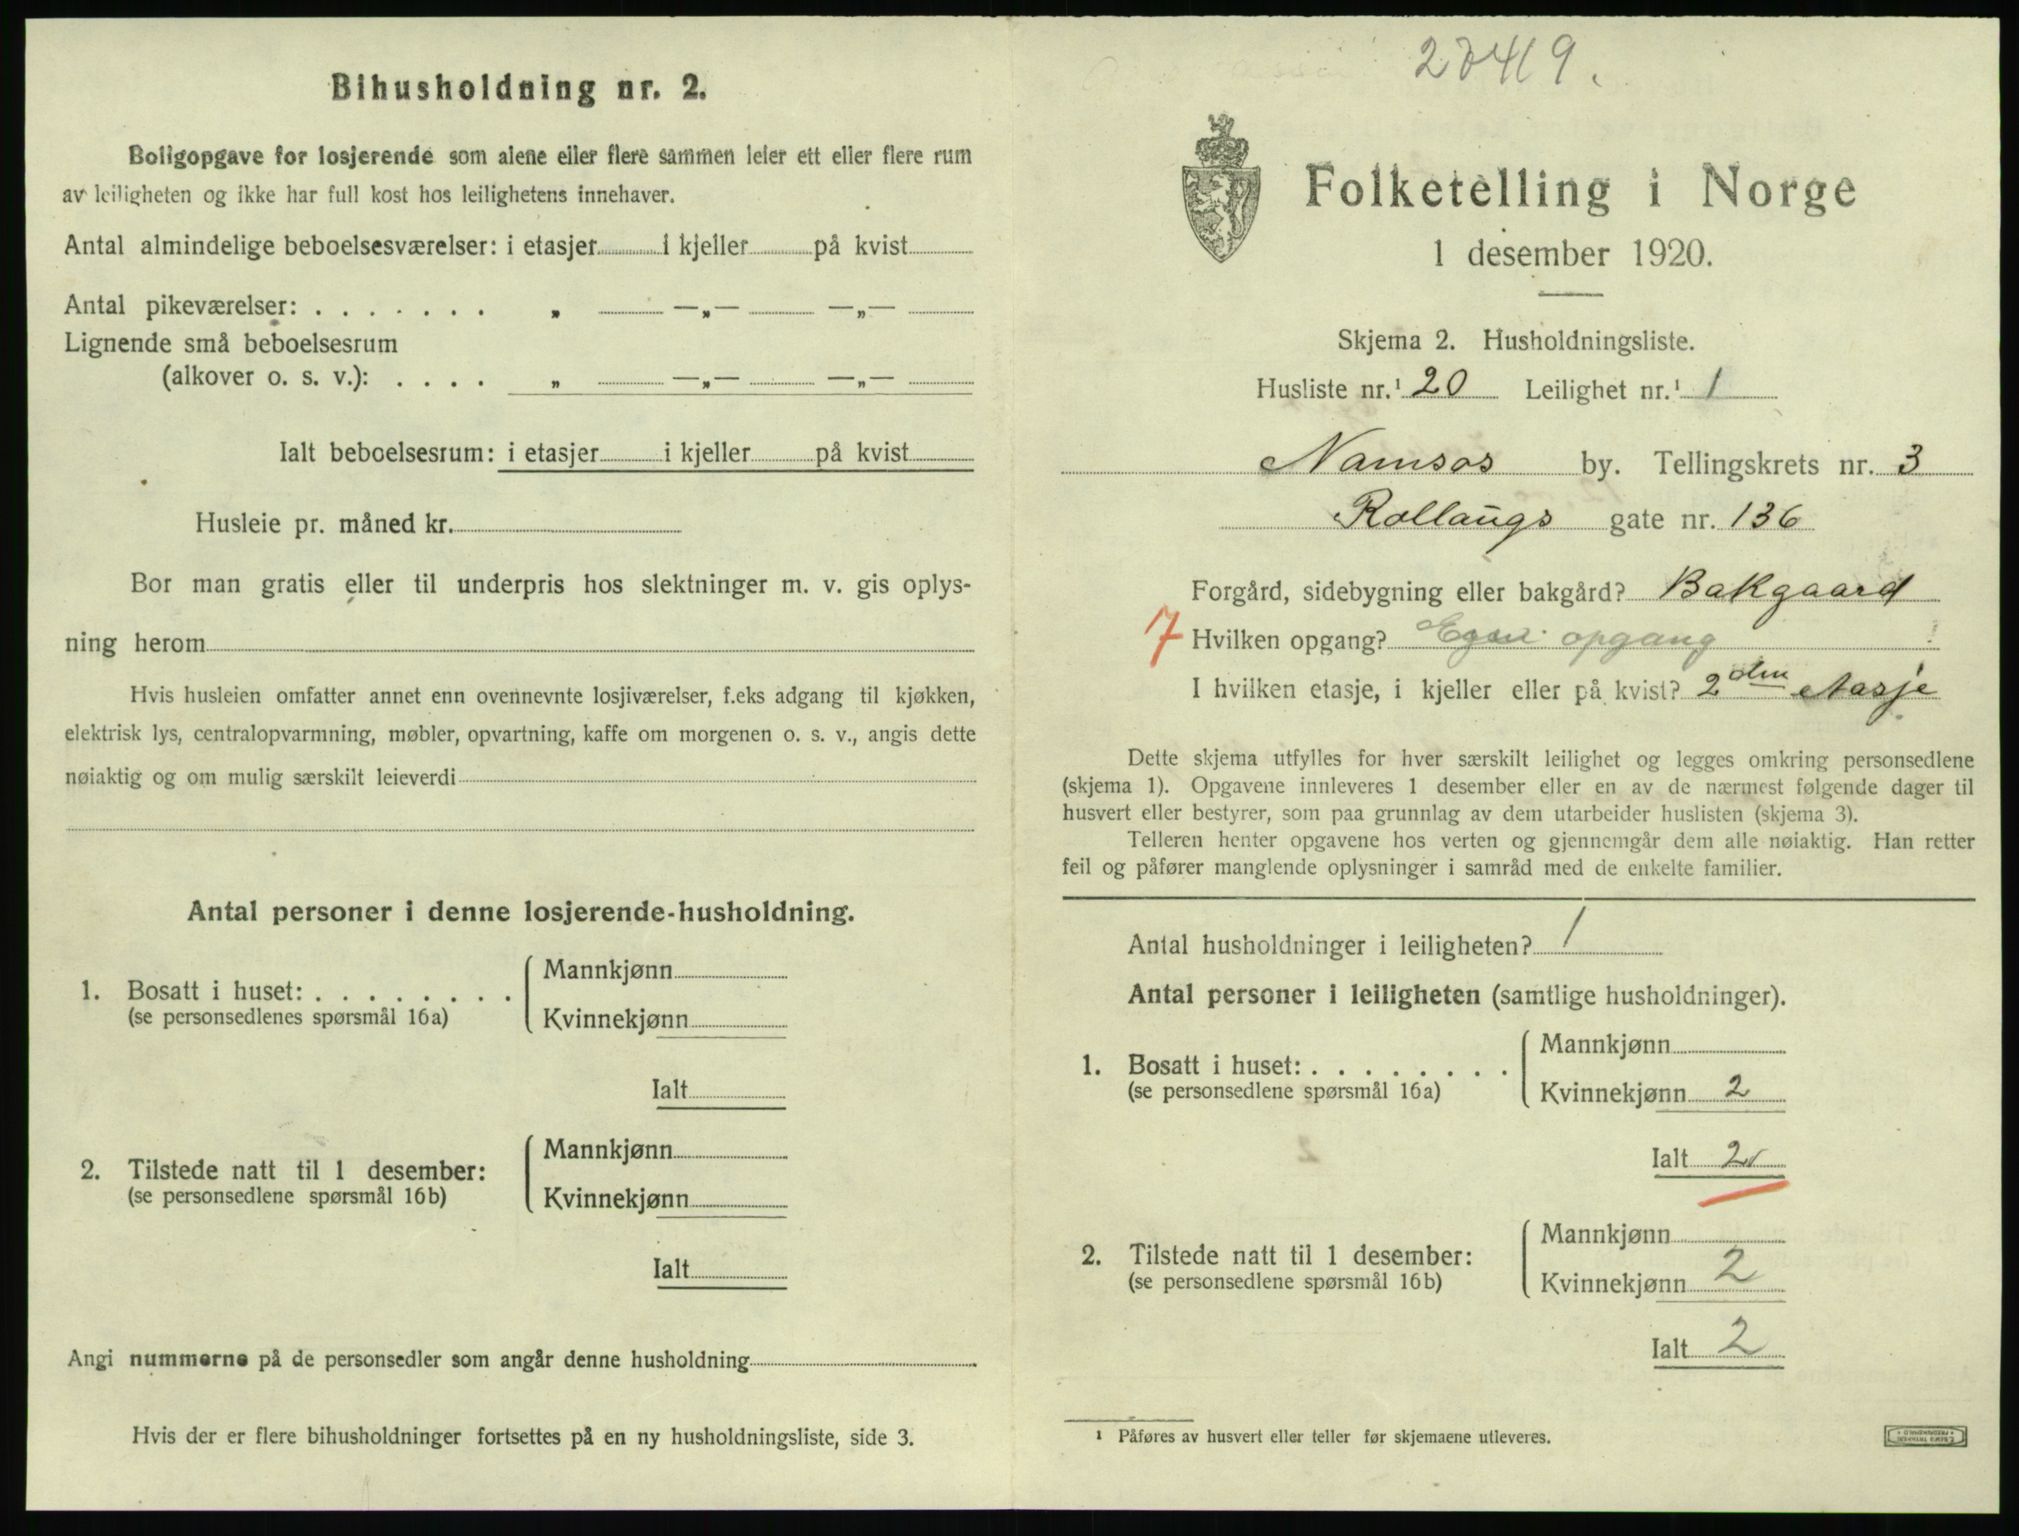 Bihusholdning nr. 2.
Boligopgave for losjerende som alene eller flere sammen leier ett eller flere rum
av leiligheten og ikke har full kost hos leilighetens innehaver.
Antal almindelige beboelsesværelser: i etasjer i kjeller på kvist
Antal pikeværelser: . . . . . . . „ —„— —„—
Lignende små beboelsesrum
(alkover o. s. v.): . . . . „ —„— —„—
Ialt beboelsesrum: i etasjer i kjeller på kvist
Husleie pr. måned kr.
Bor man gratis eller til underpris hos slektninger m. v. gis oplys-
ning herom
Hvis husleien omfatter annet enn ovennevnte losjiværelser, f.eks adgang til kjøkken,
elektrisk lys, centralopvarmning, møbler, opvartning, kaffe om morgenen o. s. v., angis dette
nøiaktig og om mulig særskilt leieverdi
Antal personer i denne losjerende-husholdning.
1. Bosatt i huset: . . . . . . . .
(se personsedlenes spørsmål 16a)
Mannkjønn
Kvinnekjønn
Ialt
2. Tilstede natt til 1 desember:
(se personsedlene spørsmål 16b)
Mannkjønn
Kvinnekjønn
Ialt
Angi nummerne på de personsedler som angår denne husholdning
Hvis der er flere bihusholdninger fortsettes på en ny husholdningsliste, side 3.
Folketelling i Norge
1 desember 1920.
Skjema 2. Husholdningsliste.
Husliste nr.¹ 20 Leilighet nr.¹ 1
Namsos by. Tellingskrets nr. 3
Rollaugs gate nr. 136
Forgård, sidebygning eller bakgård? Bakgaard
7 Hvilken opgang? Egen opgang
I hvilken etasje, i kjeller eller på kvist? 2den etasje
Dette skjema utfylles for hver særskilt leilighet og legges omkring personsedlene
(skjema 1). Opgavene innleveres 1 desember eller en av de nærmest følgende dager til
husvert eller bestyrer, som paa grunnlag av dem utarbeider huslisten (skjema 3).
Telleren henter opgavene hos verten og gjennemgår dem alle nøiaktig. Han retter
feil og påfører manglende oplysninger i samråd med de enkelte familier.
Antal husholdninger i leiligheten? 1
Antal personer i leiligheten (samtlige husholdninger).
1. Bosatt i huset: . . . . . . . .
(se personsedlene spørsmål 16a)
Mannkjønn
Kvinnekjønn 2
Ialt 2
2. Tilstede natt til 1 desember:
(se personsedlene spørsmål 16b)
Mannkjønn
Kvinnekjønn 2
Ialt 2
¹ Påføres av husvert eller teller før skjemaene utleveres.